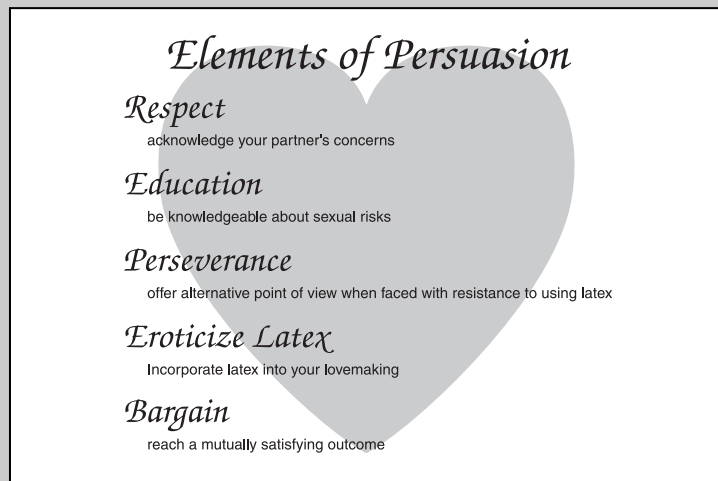 Elements of Persuasion
Respect
acknowledge your partner's concerns
Education
be knowledgeable about sexual risks
Perseverance
offer alternative point of view when faced with resistance to using latex
Eroticize Latex
Incorporate latex into your lovemaking
Bargain
reach a mutually satisfying outcome